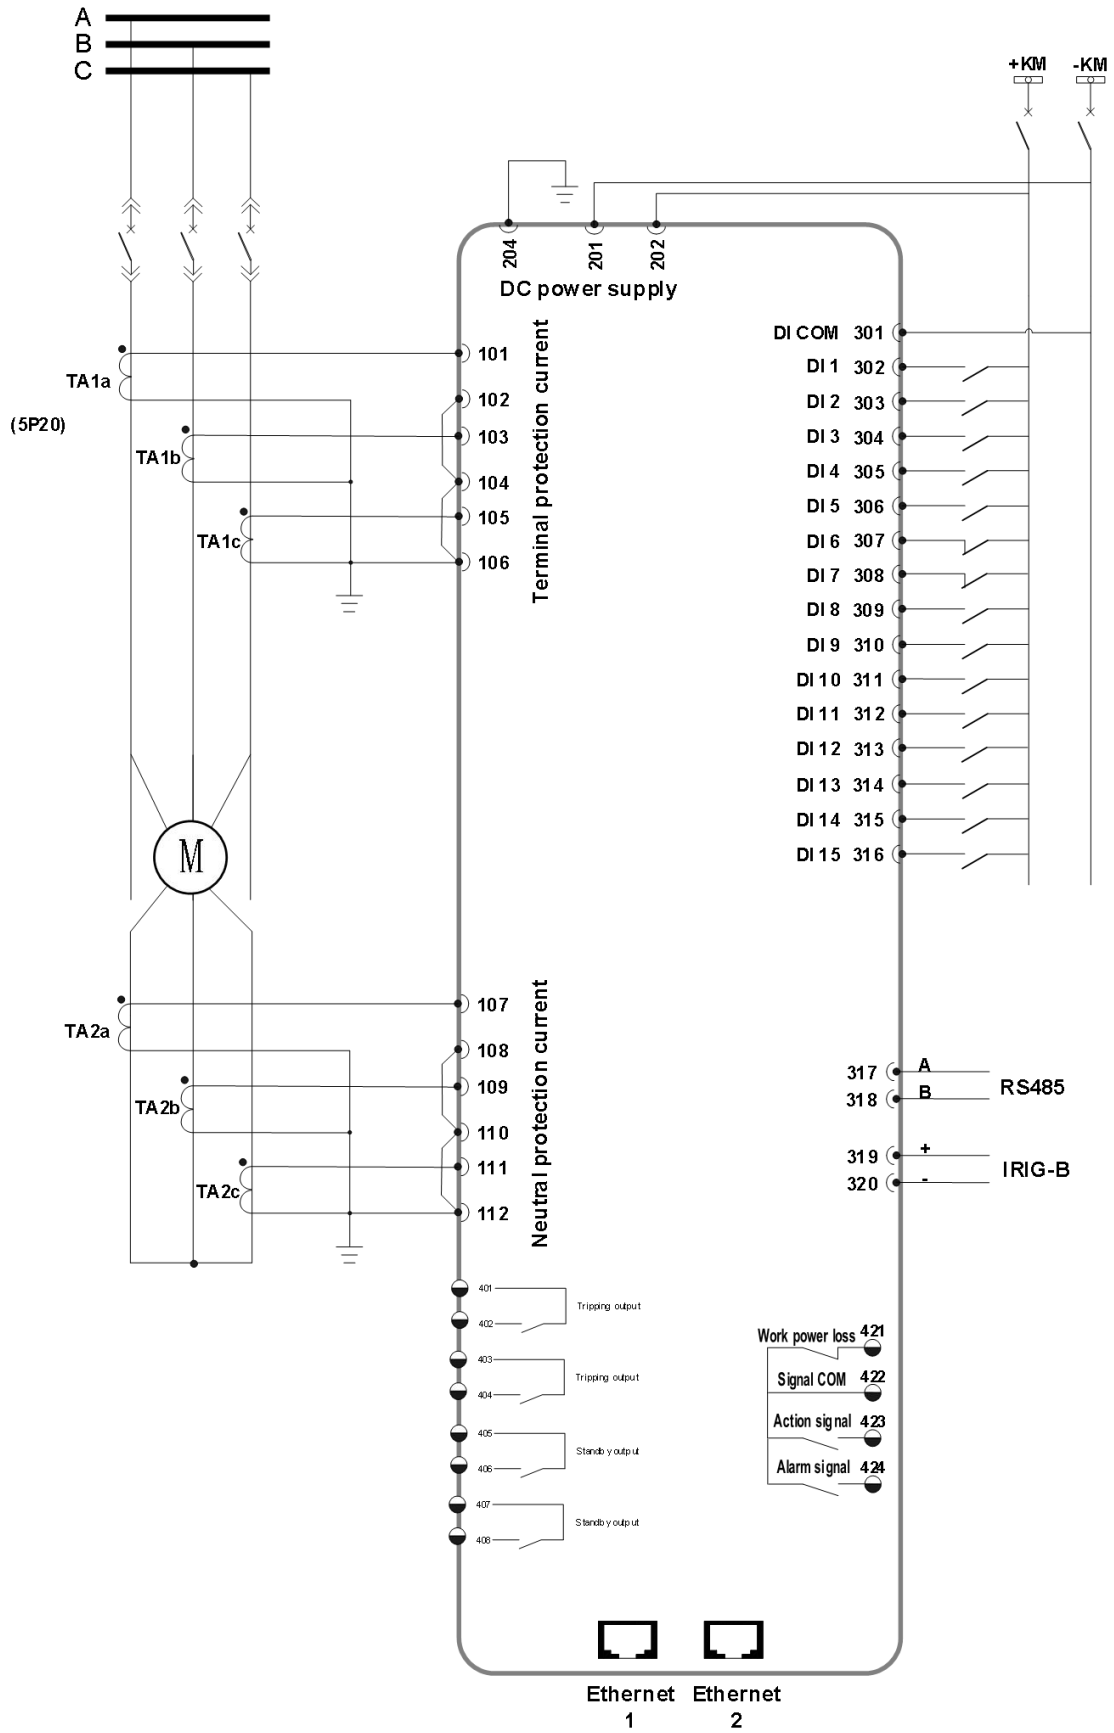 A
B
C
+KM -KM
204
201
202
DC power supply
Terminal protection current
TA1a
(5P20)
TA1b
TA1c
101
102
103
104
105
106
DI COM 301
DI 1 302
DI 2 303
DI 3 304
DI 4 305
DI 5 306
DI 6 307
DI 7 308
DI 8 309
DI 9 310
DI 10 311
DI 11 312
DI 12 313
DI 13 314
DI 14 315
DI 15 316
M
TA2a
TA2b
TA2c
107
108
109
110
111
112
Neutral protection current
317 A
318 B
RS485
319 +
320 -
IRIG-B
401
402
Tripping output
403
404
Tripping output
405
406
Standby output
407
408
Standby output
Work power loss 421
Signal COM 422
Action signal 423
Alarm signal 424
Ethernet
1
Ethernet
2